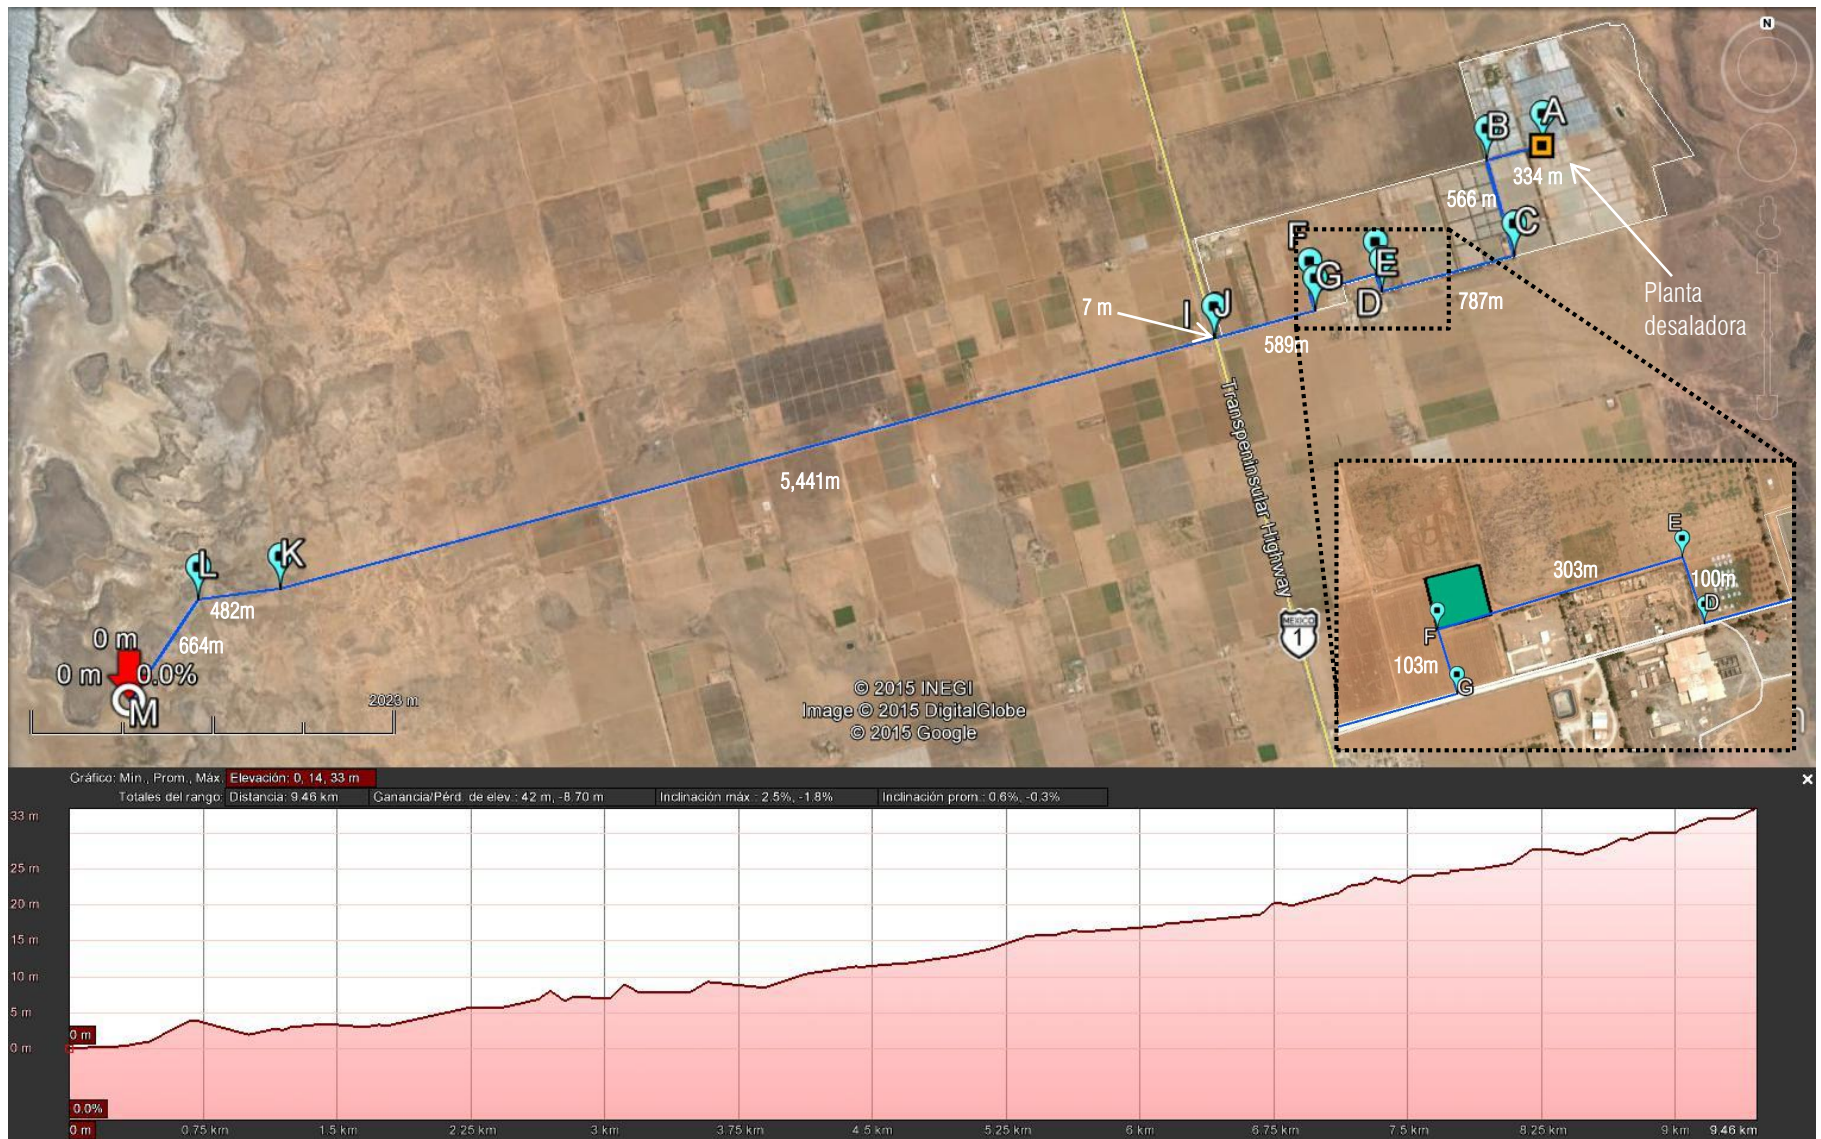 N
A
B
334 m
566 m
C
F
E
G
D
787m
Planta
desaladora
I
J
7 m
589m
Transpeninsular Highway
5,441m
MEXICO
1
L
K
482m
664m
0 m
0 m
0.0%
M
2023 m
© 2015 INEGI
Image © 2015 DigitalGlobe
© 2015 Google
E
303m
100m
D
F
103m
G
Gráfico: Mín., Prom., Máx. Elevación: 0, 14, 33 m
Totales del rango: Distancia: 9.46 km Ganancia/Pérd. de elev.: 42 m, -8.70 m Inclinación máx.: 2.5%, -1.8% Inclinación prom.: 0.6%, -0.3%
33 m
25 m
20 m
15 m
10 m
5 m
0 m
0 m
0.0%
0 m 0.75 km 1.5 km 2.25 km 3 km 3.75 km 4.5 km 5.25 km 6 km 6.75 km 7.5 km 8.25 km 9 km 9.46 km